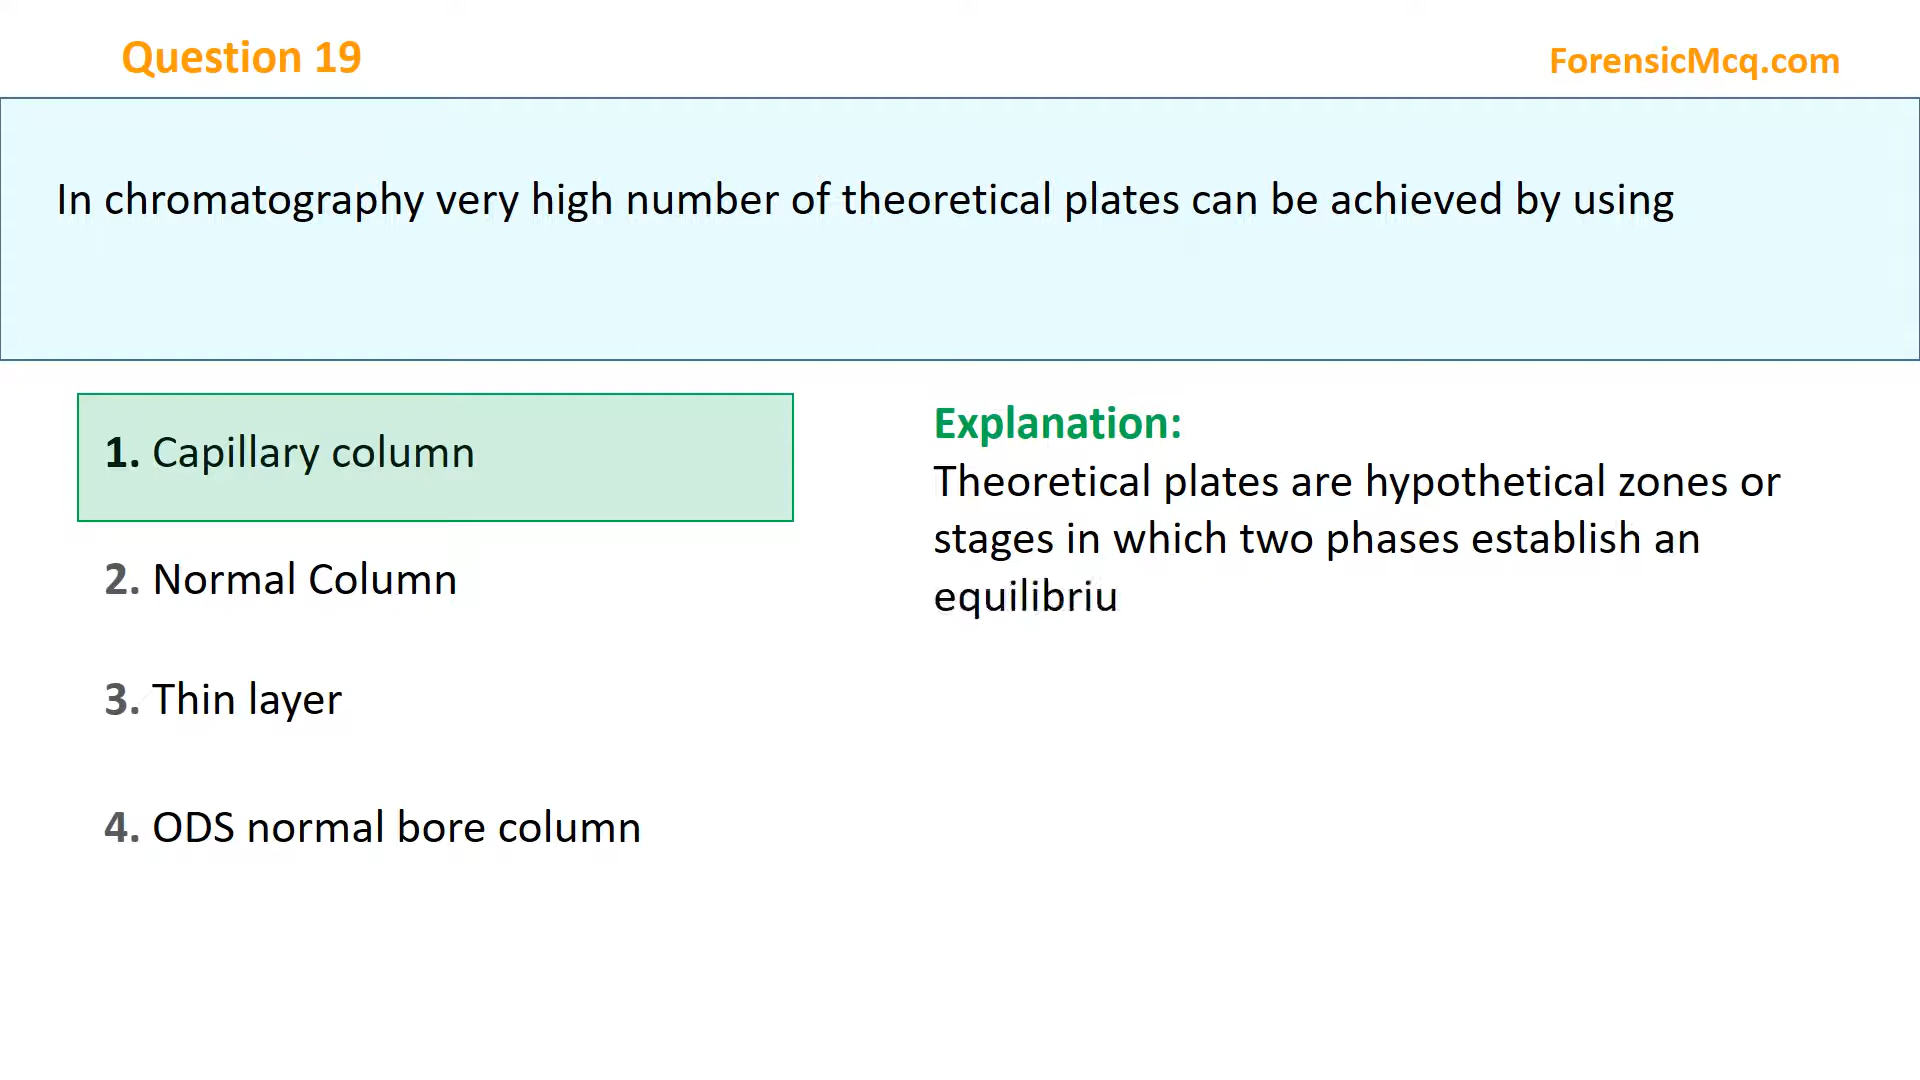 Question 19
ForensicMcq.com
In chromatography very high number of theoretical plates can be achieved by using
1. Capillary column
2. Normal Column
3. Thin layer
4. ODS normal bore column
Explanation:
Theoretical plates are hypothetical zones or
stages in which two phases establish an
equilibriu